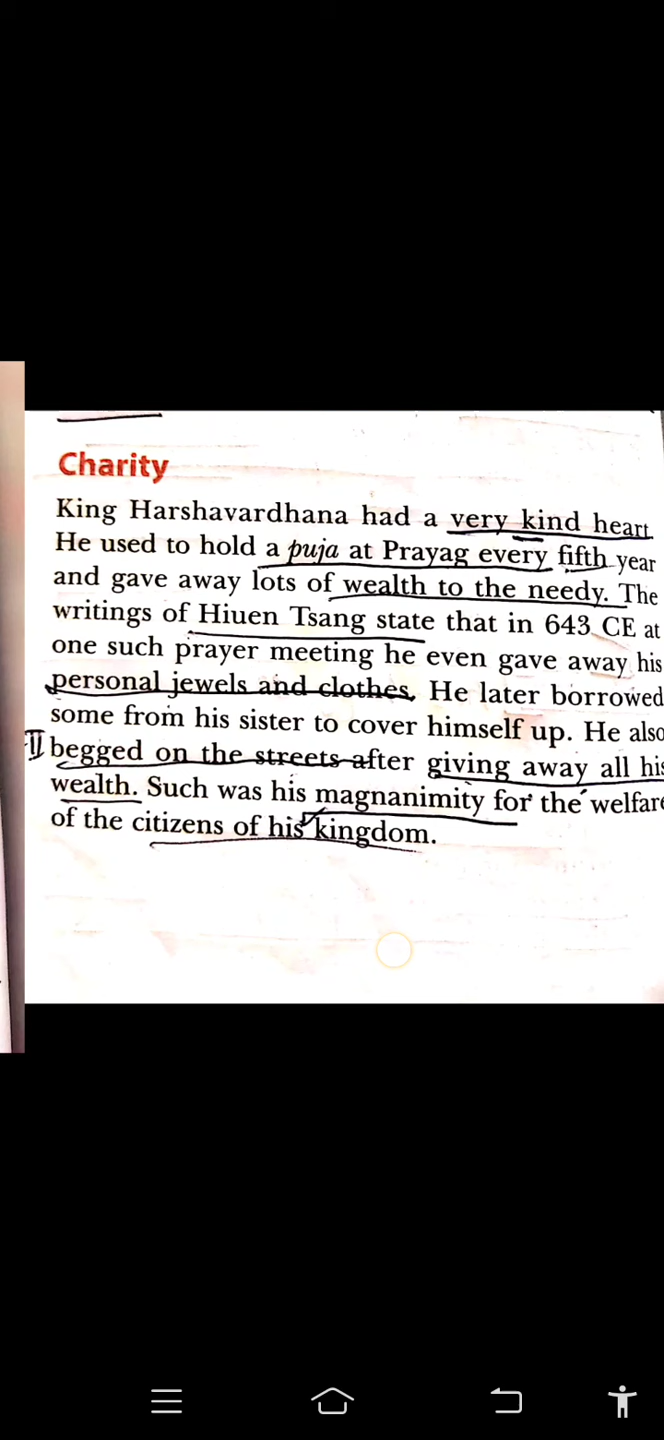 Charity
King Harshavardhana had a very kind heart
He used to hold a puja at Prayag every fifth year
and gave away lots of wealth to the needy. The
writings of Hiuen Tsang state that in 643 CE at
one such prayer meeting he even gave away his
personal jewels and clothes. He later borrowed
some from his sister to cover himself up. He also
begged on the streets after giving away all his
wealth. Such was his magnanimity for the welfare
of the citizens of his kingdom.